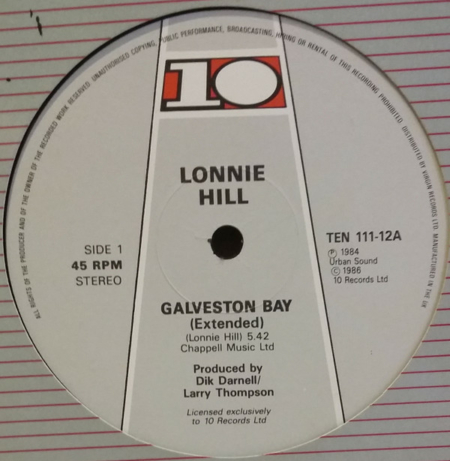 ALL RIGHTS OF THE PRODUCER AND OF THE OWNER OF THE RECORDED WORK RESERVED. UNAUTHORISED COPYING, PUBLIC PERFORMANCE, BROADCASTING, HIRING OR RENTAL OF THIS RECORDING PROHIBITED. DISTRIBUTED BY VIRGIN RECORDS LTD. MANUFACTURED IN THE UK
10
LONNIE
HILL
SIDE 1
45 RPM
STEREO
TEN 111-12A
Ⓟ 1984
Urban Sound
© 1986
10 Records Ltd
GALVESTON BAY
(Extended)
(Lonnie Hill) 5.42
Chappell Music Ltd
Produced by
Dik Darnell/
Larry Thompson
Licensed exclusively
to 10 Records Ltd